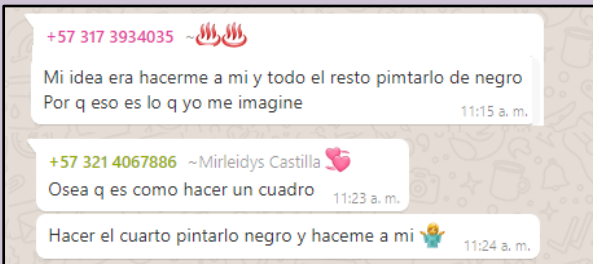 +57 317 3934035 ~♨️♨️
Mi idea era hacerme a mi y todo el resto pimtarlo de negro
Por q eso es lo q yo me imagine
11:15 a. m.
+57 321 4067886 ~Mirleidys Castilla 💞
Osea q es como hacer un cuadro
11:23 a. m.
Hacer el cuarto pintarlo negro y haceme a mi 🤷‍♀️
11:24 a. m.